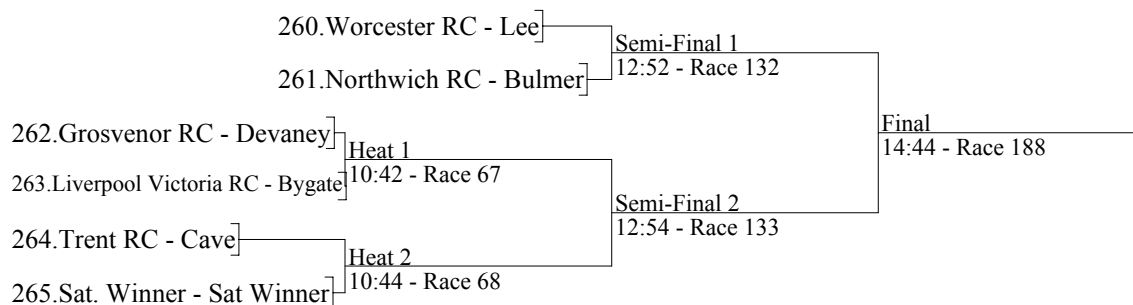 260.Worcester RC - Lee
Semi-Final 1
12:52 - Race 132
261.Northwich RC - Bulmer
262.Grosvenor RC - Devaney
Final
14:44 - Race 188
Heat 1
10:42 - Race 67
263.Liverpool Victoria RC - Bygate
Semi-Final 2
12:54 - Race 133
264.Trent RC - Cave
Heat 2
10:44 - Race 68
265.Sat. Winner - Sat Winner